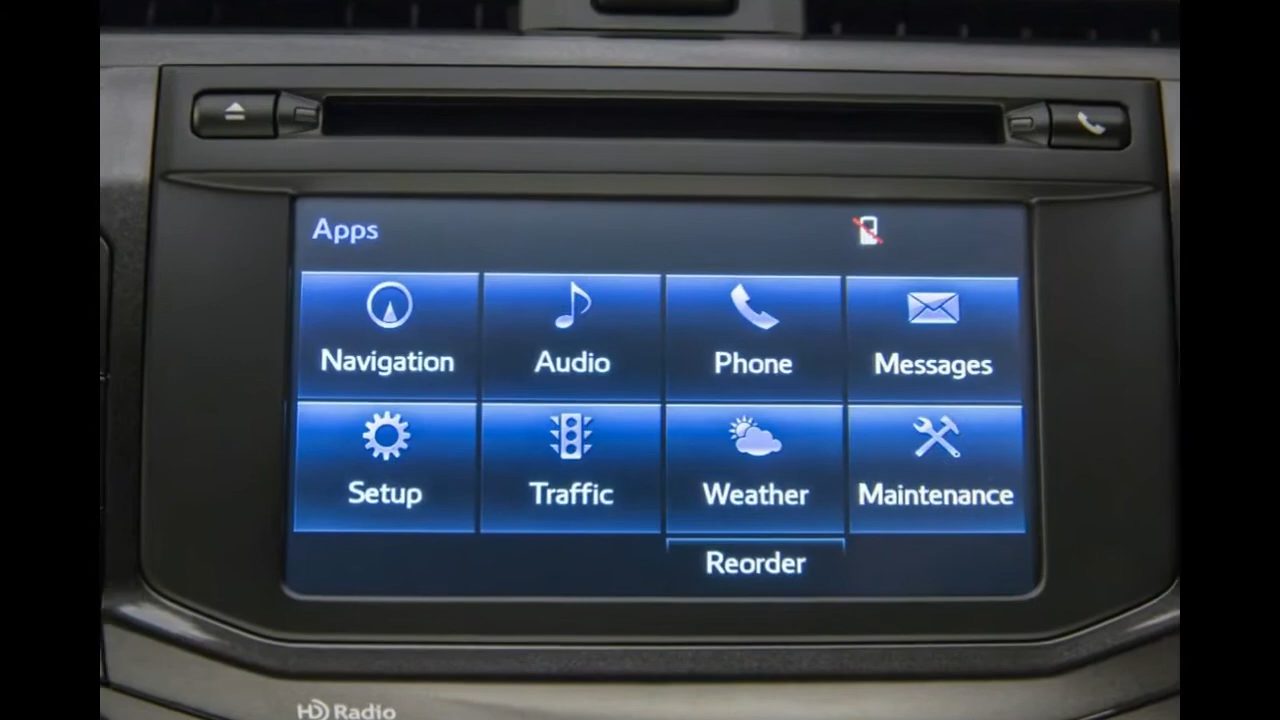 Apps
Navigation
Audio
Phone
Messages
Setup
Traffic
Weather
Maintenance
Reorder
HD Radio